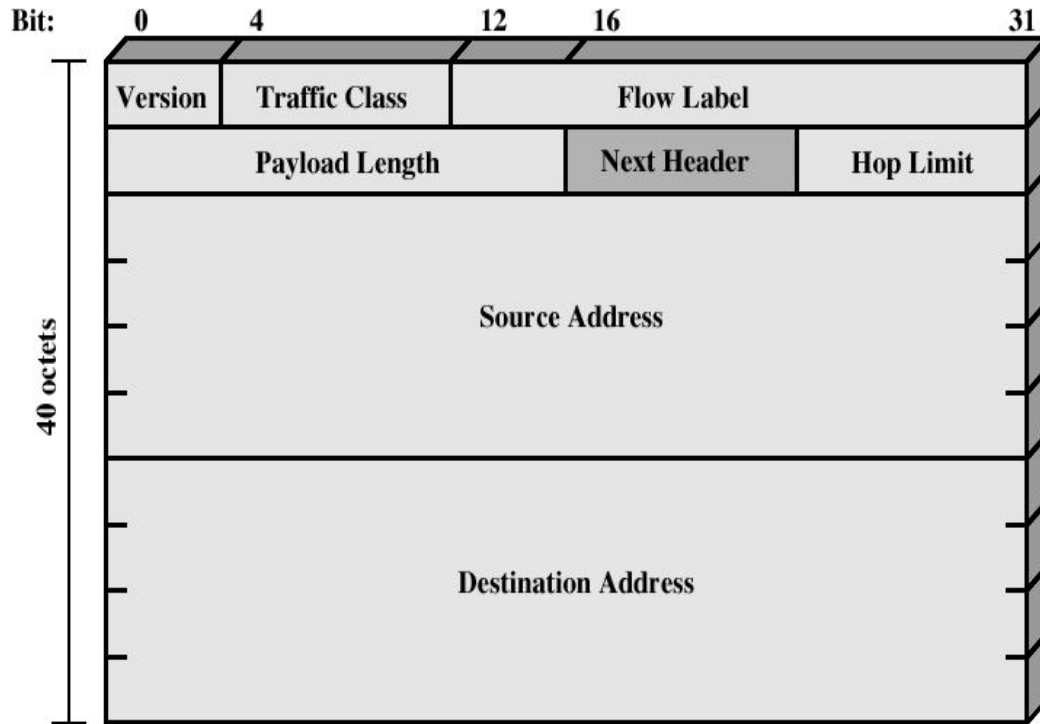 Bit: 0 4 12 16 31
Version Traffic Class Flow Label
Payload Length Next Header Hop Limit
Source Address
40 octets
Destination Address